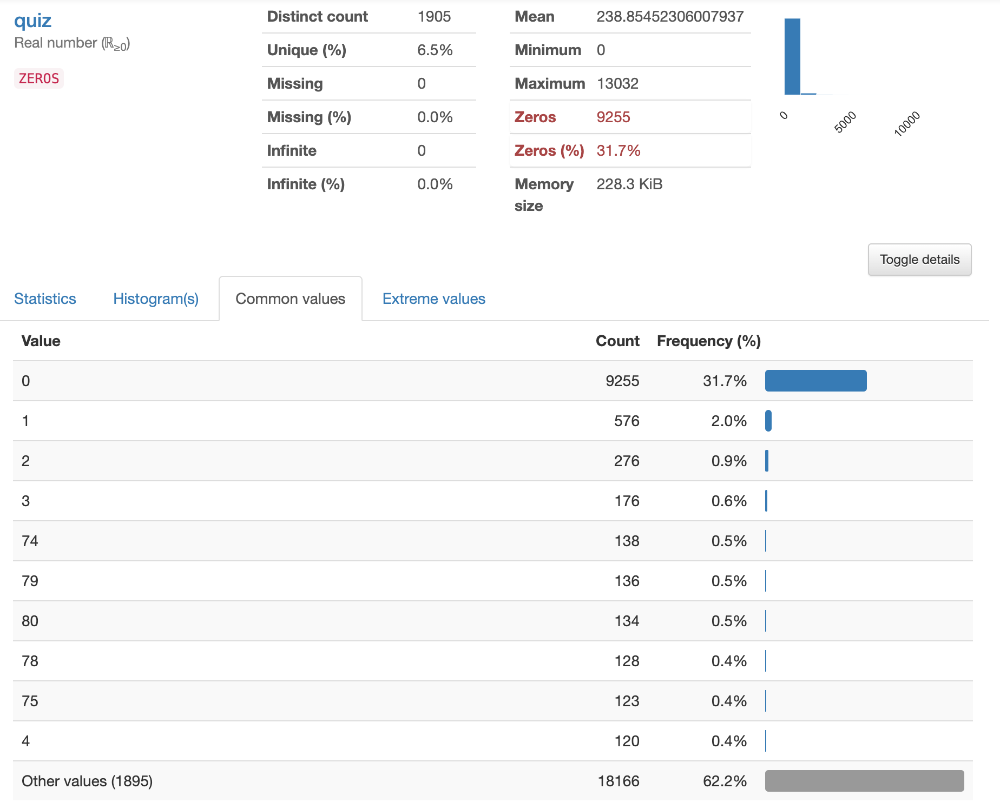 quiz
Real number (ℝ≥0)
ZEROS
Distinct count 1905
Unique (%) 6.5%
Missing 0
Missing (%) 0.0%
Infinite 0
Infinite (%) 0.0%
Mean 238.85452306007937
Minimum 0
Maximum 13032
Zeros 9255
Zeros (%) 31.7%
Memory size 228.3 KiB
0 5000 10000
Toggle details
Statistics Histogram(s) Common values Extreme values
Value Count Frequency (%)
0 9255 31.7%
1 576 2.0%
2 276 0.9%
3 176 0.6%
74 138 0.5%
79 136 0.5%
80 134 0.5%
78 128 0.4%
75 123 0.4%
4 120 0.4%
Other values (1895) 18166 62.2%